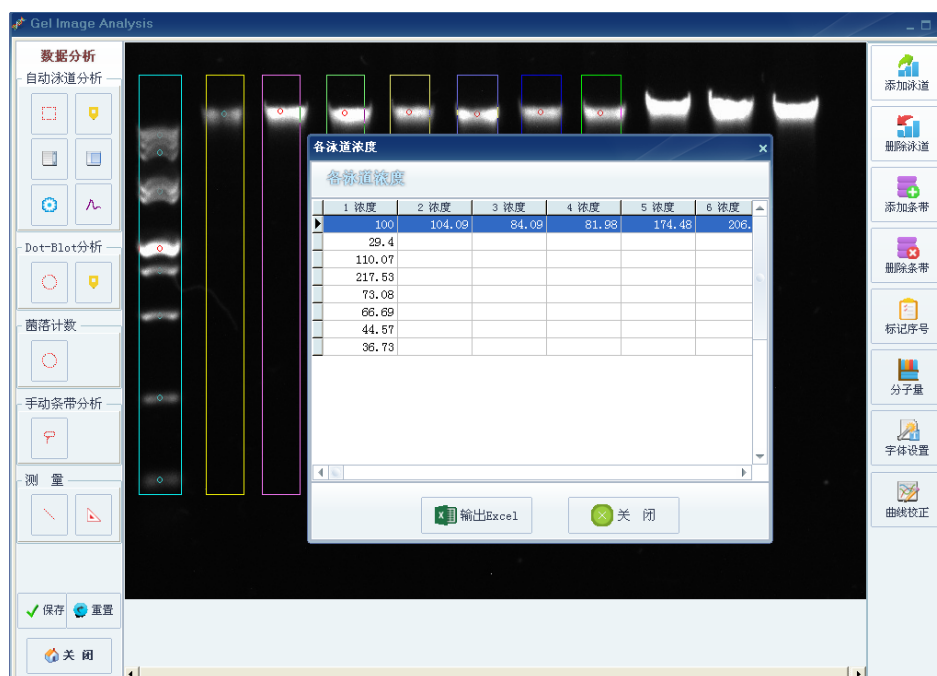 Gel Image Analysis
数据分析
自动泳道分析
Dot-Blot分析
菌落计数
手动条带分析
测 量
保存 重置
关 闭
各泳道浓度
各泳道浓度
1 浓度 2 浓度 3 浓度 4 浓度 5 浓度 6 浓度
100 104.09 84.09 81.98 174.48 206.
29.4
110.07
217.53
73.08
66.69
44.57
36.73
输出Excel 关 闭
添加泳道
删除泳道
添加条带
删除条带
标记序号
分子量
字体设置
曲线校正